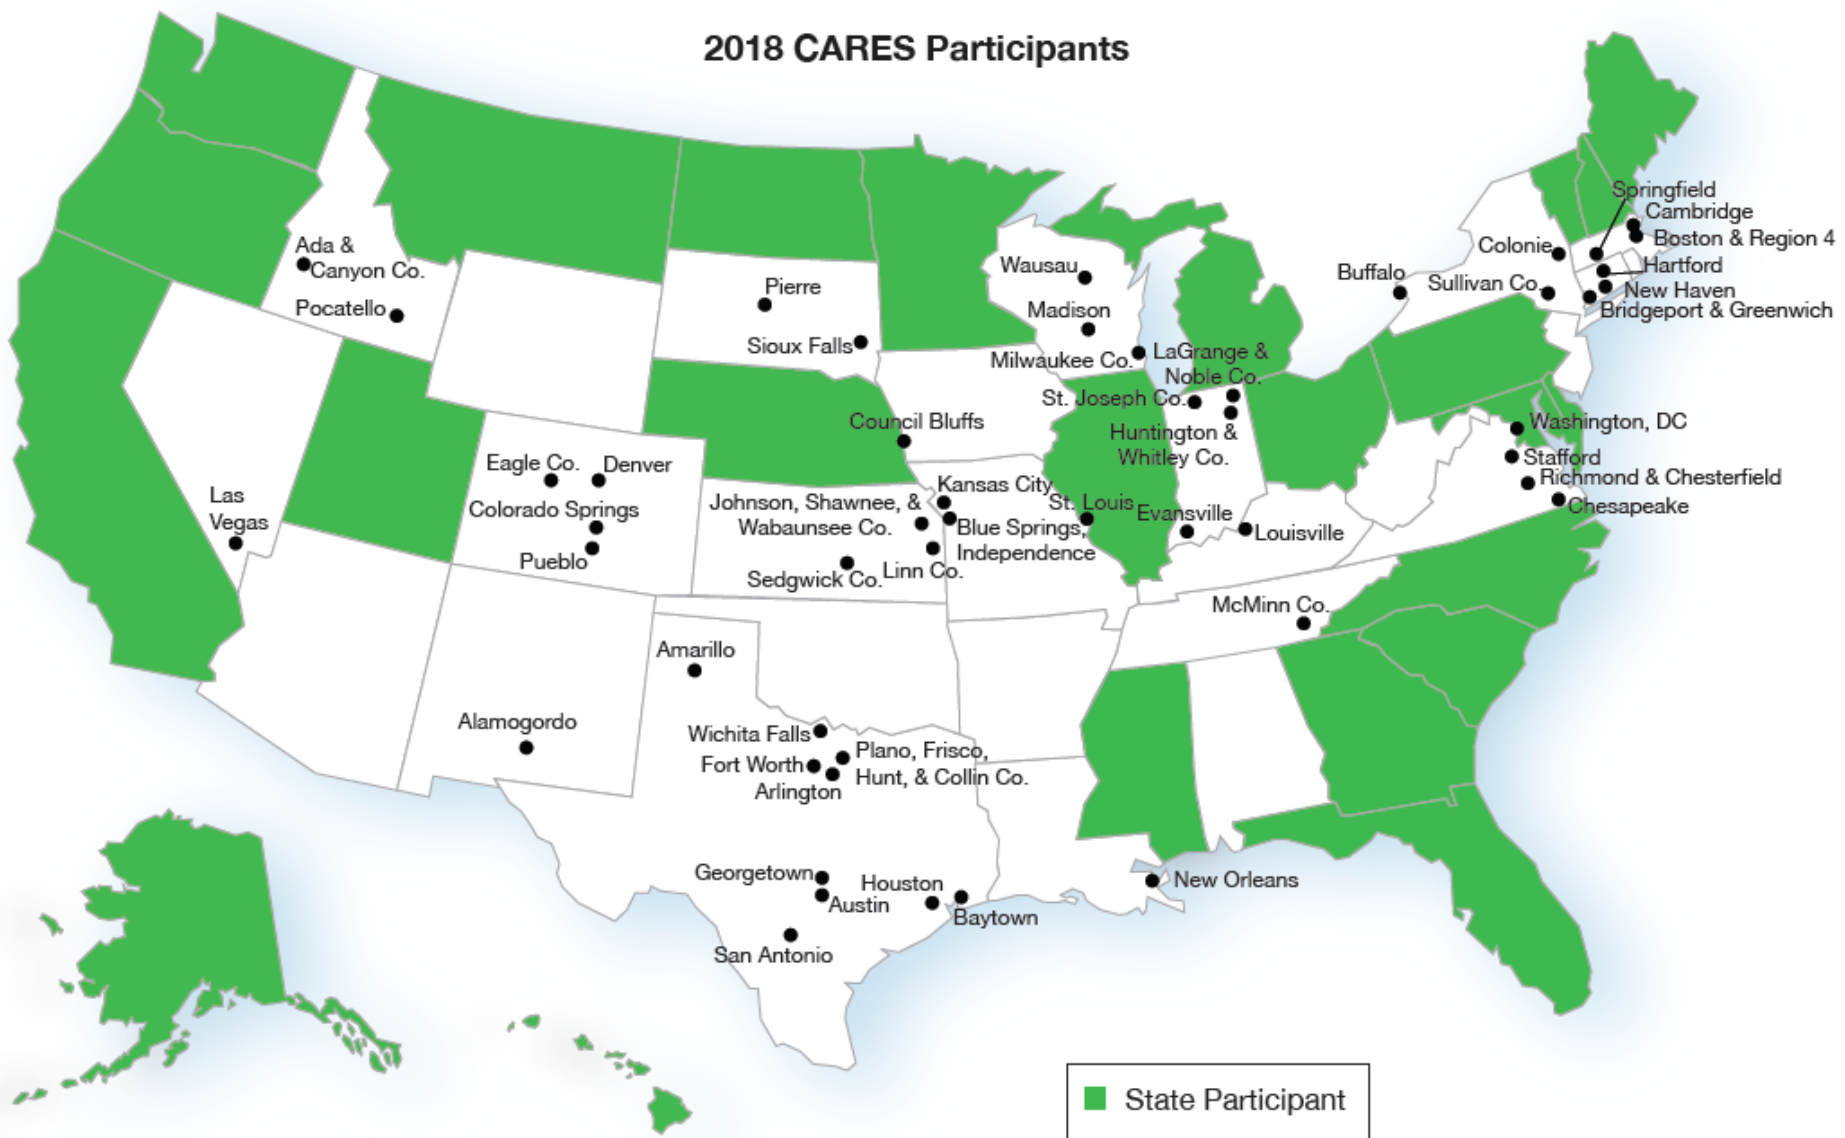 2018 CARES Participants
Springfield
Cambridge
Boston & Region 4
Colonie
Hartford
Buffalo
Sullivan Co.
New Haven
Bridgeport & Greenwich
Ada &
Canyon Co.
Pocatello
Pierre
Sioux Falls
Wausau
Madison
Milwaukee Co.
LaGrange &
Noble Co.
St. Joseph Co.
Huntington &
Whitley Co.
Council Bluffs
Washington, DC
Stafford
Richmond & Chesterfield
Chesapeake
Eagle Co.
Denver
Colorado Springs
Pueblo
Las
Vegas
Johnson, Shawnee, &
Wabaunsee Co.
Sedgwick Co.
Linn Co.
Kansas City
Blue Springs,
Independence
St. Louis
Evansville
Louisville
McMinn Co.
Amarillo
Alamogordo
Wichita Falls
Fort Worth
Arlington
Plano, Frisco,
Hunt, & Collin Co.
Georgetown
Austin
Houston
Baytown
San Antonio
New Orleans
State Participant